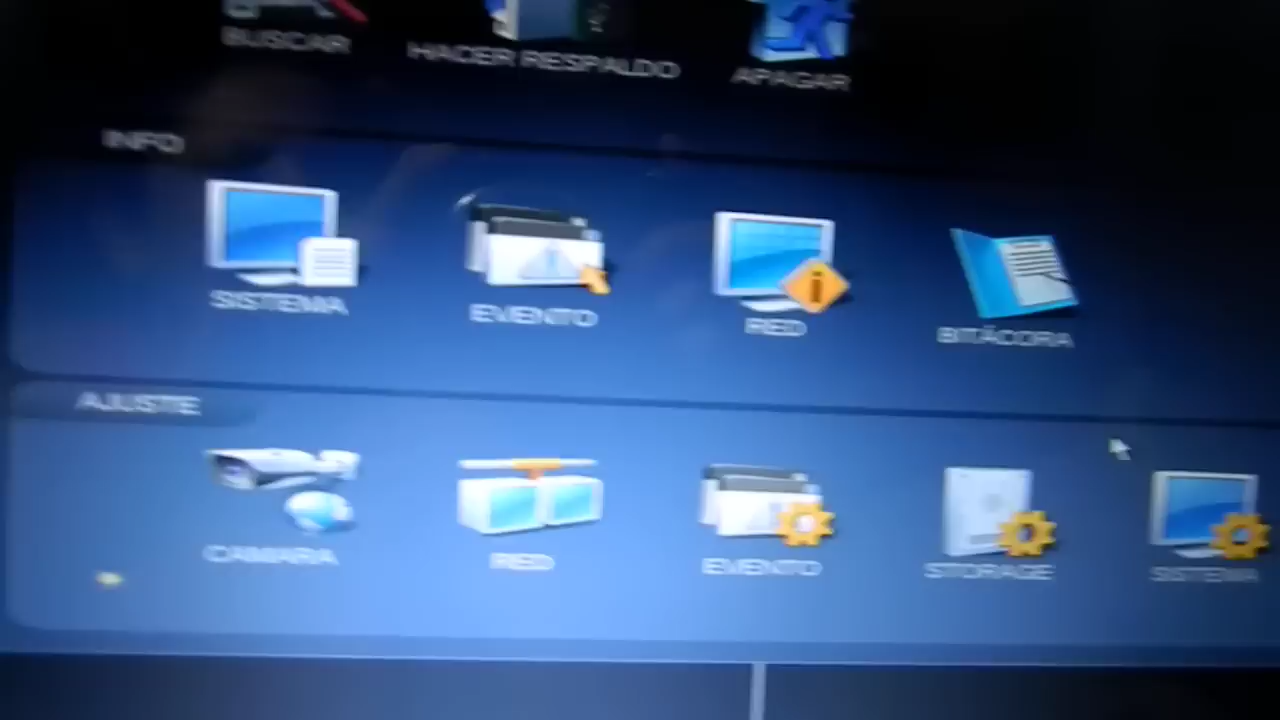 BUSCAR
HACER RESPALDO
APAGAR
INFO
SISTEMA
EVENTO
RED
BITÁCORA
AJUSTE
CAMARA
RED
EVENTO
STORAGE
SISTEMA